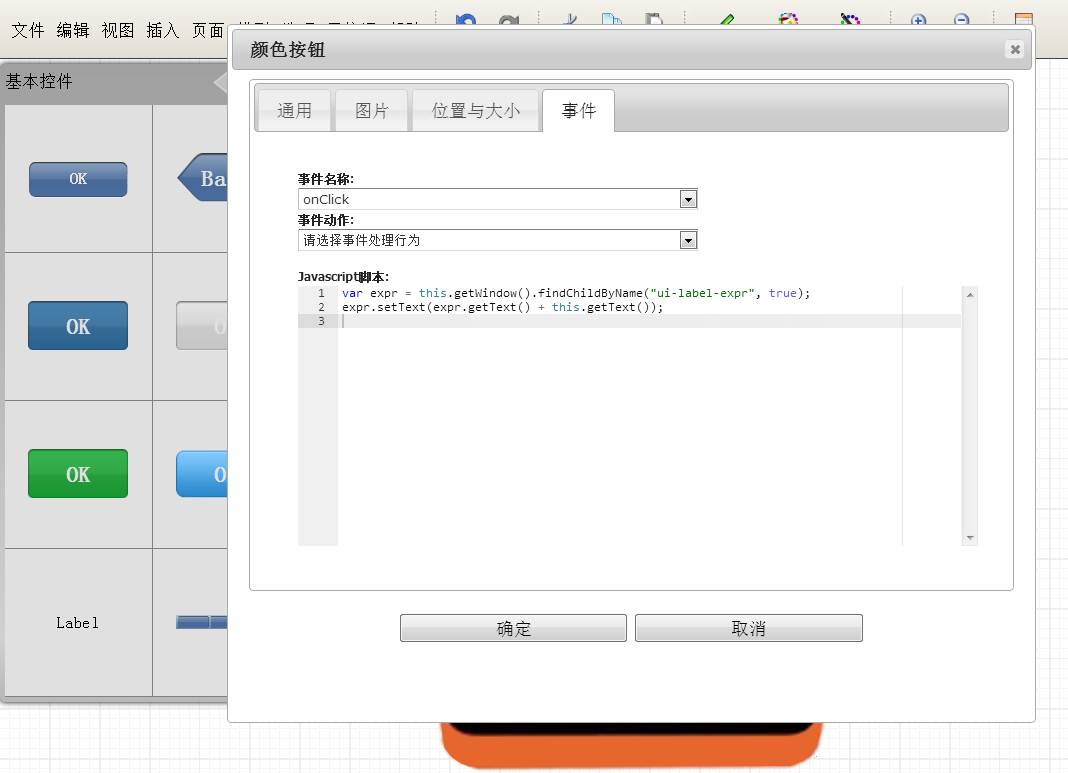 文件 编辑 视图 插入 页面
颜色按钮
基本控件
通用 图片 位置与大小 事件
OK
Ba
事件名称:
onClick
事件动作:
请选择事件处理行为
Javascript脚本:
1 var expr = this.getWindow().findChildByName("ui-label-expr", true);
2 expr.setText(expr.getText() + this.getText());
3
OK
OK
Label
确定 取消